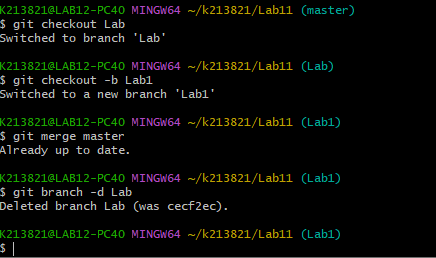 K213821@LAB12-PC40 MINGW64 ~/k213821/Lab11 (master)
$ git checkout Lab
Switched to branch 'Lab'
K213821@LAB12-PC40 MINGW64 ~/k213821/Lab11 (Lab)
$ git checkout -b Lab1
Switched to a new branch 'Lab1'
K213821@LAB12-PC40 MINGW64 ~/k213821/Lab11 (Lab1)
$ git merge master
Already up to date.
K213821@LAB12-PC40 MINGW64 ~/k213821/Lab11 (Lab1)
$ git branch -d Lab
Deleted branch Lab (was cecf2ec).
K213821@LAB12-PC40 MINGW64 ~/k213821/Lab11 (Lab1)
$